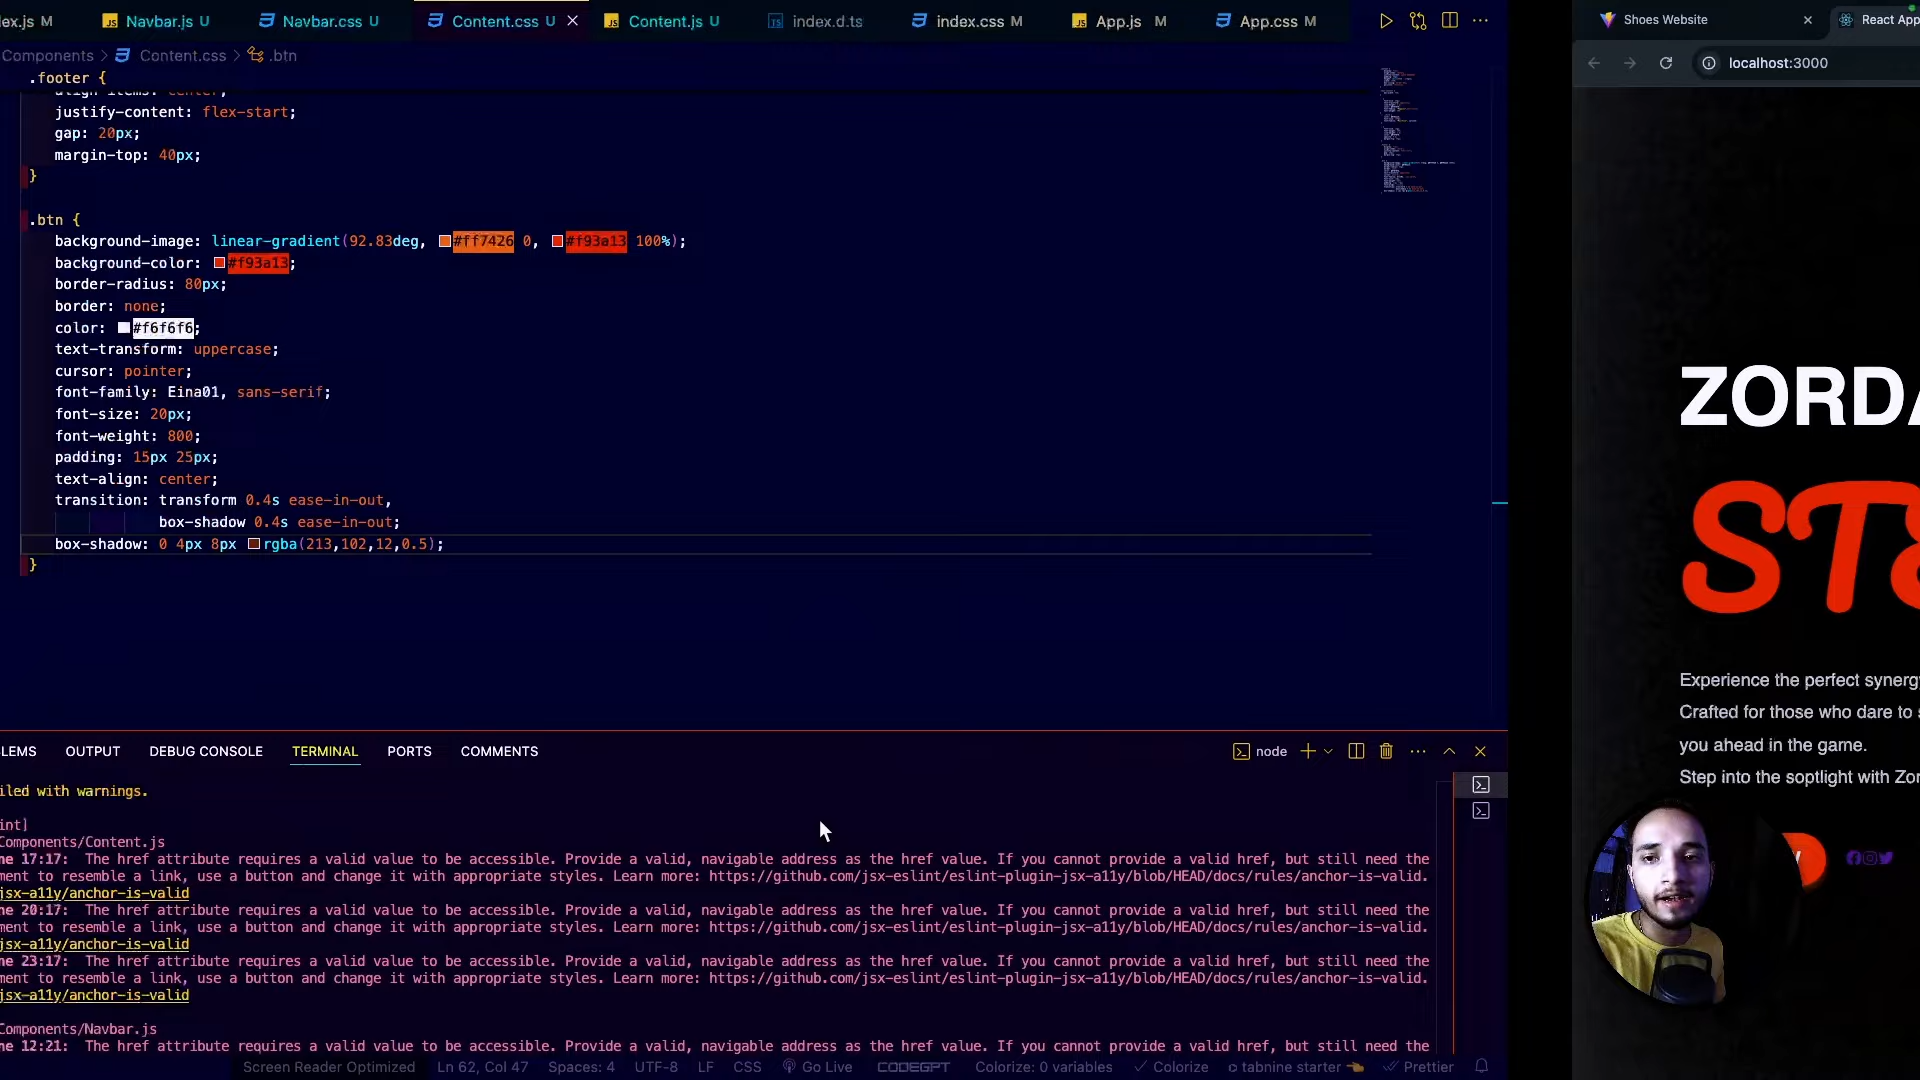 ex.js M
Navbar.js U
Navbar.css U
Content.css U
Content.js U
index.d.ts
index.css M
App.js M
App.css M
Components > Content.css > .btn
.footer {
align-items: center;
justify-content: flex-start;
gap: 20px;
margin-top: 40px;
}
.btn {
background-image: linear-gradient(92.83deg, #ff7426 0, #f93a13 100%);
background-color: #f93a13;
border-radius: 80px;
border: none;
color: #f6f6f6;
text-transform: uppercase;
cursor: pointer;
font-family: Eina01, sans-serif;
font-size: 20px;
font-weight: 800;
padding: 15px 25px;
text-align: center;
transition: transform 0.4s ease-in-out,
box-shadow 0.4s ease-in-out;
box-shadow: 0 4px 8px rgba(213,102,12,0.5);
}
LEMS OUTPUT DEBUG CONSOLE TERMINAL PORTS COMMENTS
node
iled with warnings.
int]
Components/Content.js
ne 17:17: The href attribute requires a valid value to be accessible. Provide a valid, navigable address as the href value. If you cannot provide a valid href, but still need the
ment to resemble a link, use a button and change it with appropriate styles. Learn more: https://github.com/jsx-eslint/eslint-plugin-jsx-a11y/blob/HEAD/docs/rules/anchor-is-valid.
jsx-a11y/anchor-is-valid
ne 20:17: The href attribute requires a valid value to be accessible. Provide a valid, navigable address as the href value. If you cannot provide a valid href, but still need the
ment to resemble a link, use a button and change it with appropriate styles. Learn more: https://github.com/jsx-eslint/eslint-plugin-jsx-a11y/blob/HEAD/docs/rules/anchor-is-valid.
jsx-a11y/anchor-is-valid
ne 23:17: The href attribute requires a valid value to be accessible. Provide a valid, navigable address as the href value. If you cannot provide a valid href, but still need the
ment to resemble a link, use a button and change it with appropriate styles. Learn more: https://github.com/jsx-eslint/eslint-plugin-jsx-a11y/blob/HEAD/docs/rules/anchor-is-valid.
jsx-a11y/anchor-is-valid
Components/Navbar.js
ne 12:21: The href attribute requires a valid value to be accessible. Provide a valid, navigable address as the href value. If you cannot provide a valid href, but still need the
Screen Reader Optimized Ln 62, Col 47 Spaces: 4 UTF-8 LF CSS Go Live CODEGPT Colorize: 0 variables Colorize tabnine starter Prettier
Shoes Website
React App
localhost:3000
ZORDA
STE
Experience the perfect synergy
Crafted for those who dare to s
you ahead in the game.
Step into the soptlight with Zor